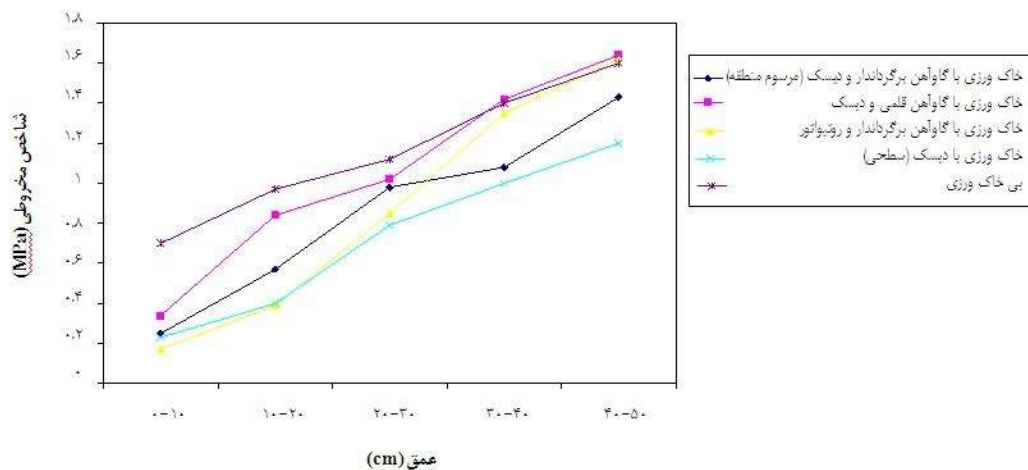 ۱.۸
۱.۶
۱.۴
۱.۲
۱
۰.۸
۰.۶
۰.۴
۰.۲
۰
شاخص مخروطی (MPa)
۰-۱۰
۱۰-۲۰
۲۰-۳۰
۳۰-۴۰
۴۰-۵۰
عمق (cm)
خاک ورزی با گاوآهن برگرداندار و دیسک (مرسوم منطقه)
خاک ورزی با گاوآهن قلمی و دیسک
خاک ورزی با گاوآهن برگرداندار و روتیواتور
خاک ورزی با دیسک (سطحی)
بی خاک ورزی